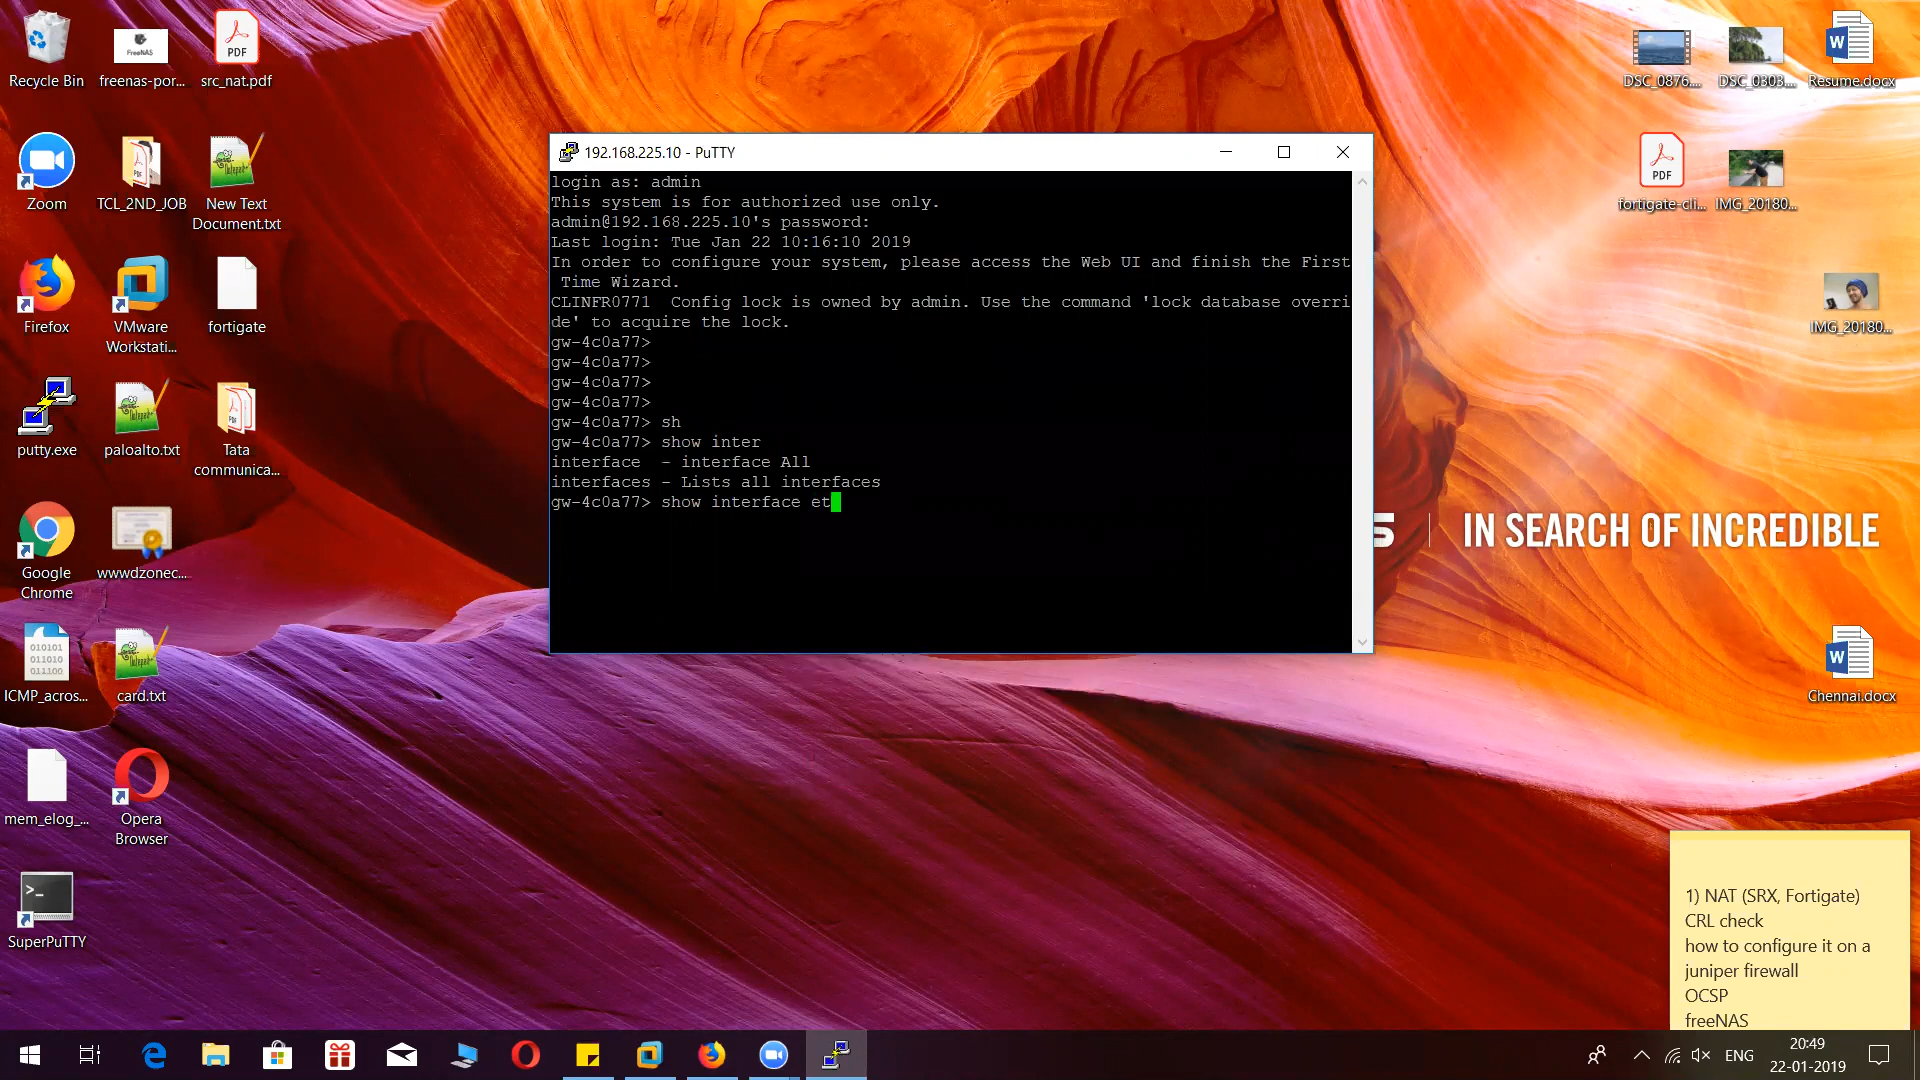 Recycle Bin
freenas-por...
src_nat.pdf
FreeNAS
PDF
Zoom
TCL_2ND_JOB
New Text
Document.txt
Firefox
VMware
Workstati...
fortigate
putty.exe
paloalto.txt
Tata
communica...
Google
Chrome
wwwdzonec...
010101
011010
011100
ICMP_acros...
card.txt
mem_elog_...
Opera
Browser
SuperPuTTY
192.168.225.10 - PuTTY
login as: admin
This system is for authorized use only.
admin@192.168.225.10's password:
Last login: Tue Jan 22 10:16:10 2019
In order to configure your system, please access the Web UI and finish the First
Time Wizard.
CLINFR0771  Config lock is owned by admin. Use the command 'lock database overri
de' to acquire the lock.
gw-4c0a77>
gw-4c0a77>
gw-4c0a77>
gw-4c0a77>
gw-4c0a77> sh
gw-4c0a77> show inter
interface  - interface All
interfaces - Lists all interfaces
gw-4c0a77> show interface et
IN SEARCH OF INCREDIBLE
DSC_0876....
DSC_0303....
Resume.docx
PDF
fortigate-cli...
IMG_20180...
IMG_20180...
Chennai.docx
1) NAT (SRX, Fortigate)
CRL check
how to configure it on a
juniper firewall
OCSP
freeNAS
ENG
20:49
22-01-2019